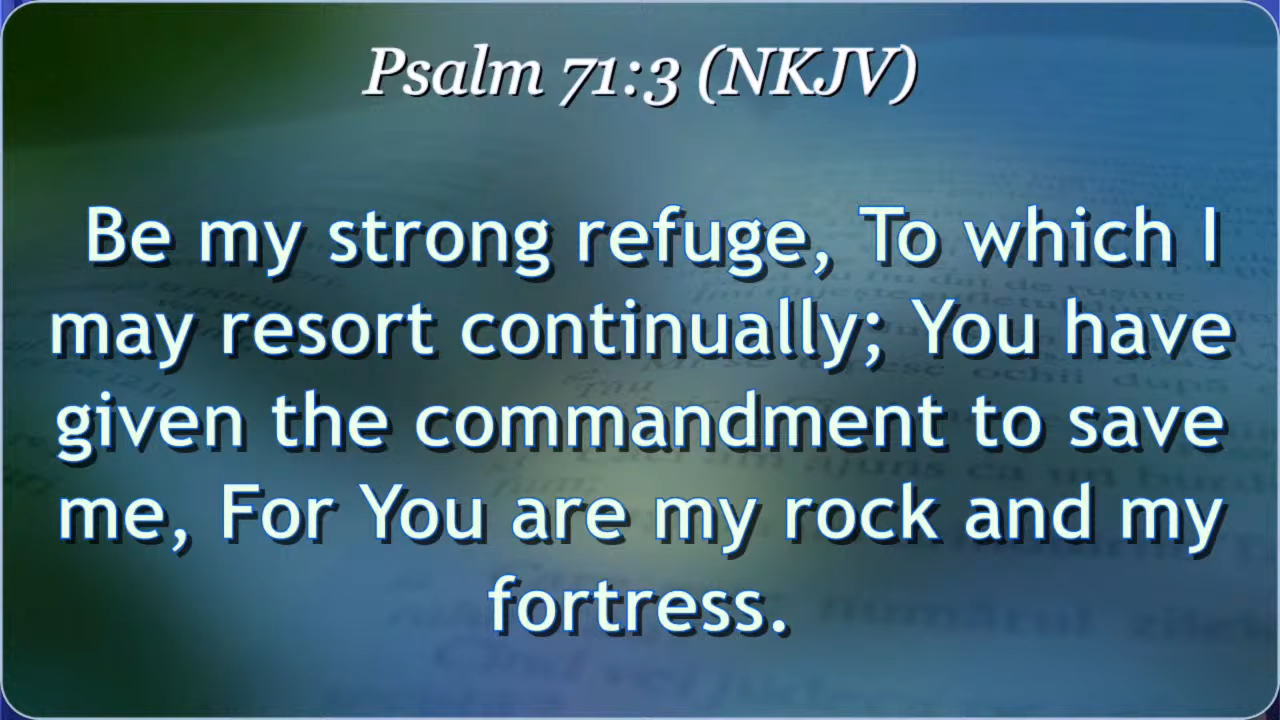 Psalm 71:3 (NKJV)
Be my strong refuge, To which I
may resort continually; You have
given the commandment to save
me, For You are my rock and my
fortress.